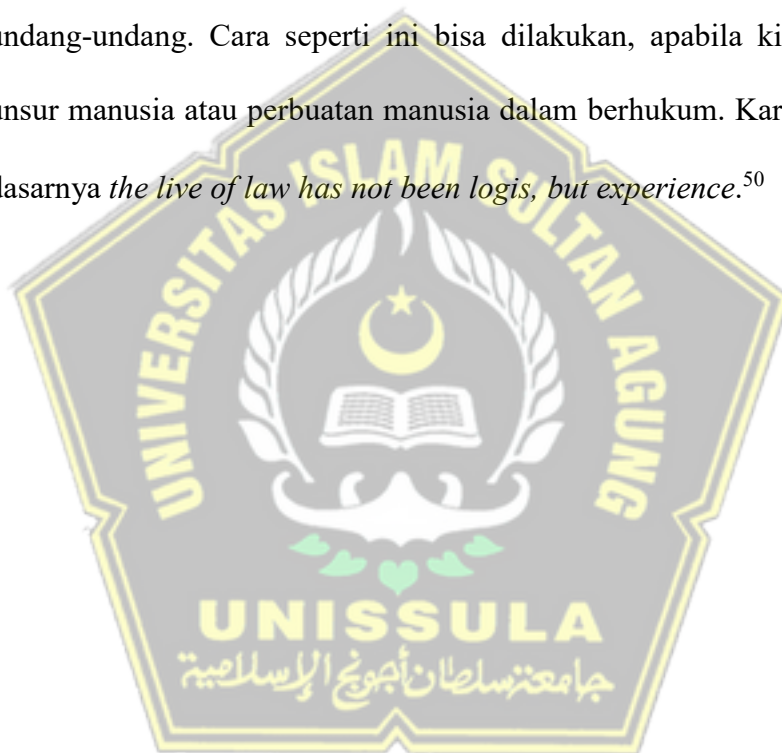 undang-undang. Cara seperti ini bisa dilakukan, apabila ki
unsur manusia atau perbuatan manusia dalam berhukum. Kar
dasarnya the live of law has not been logis, but experience.50
UNIVERSITAS ISLAM SULTAN AGUNG
UNISSULA
جامعة سلطان أجونج الإسلامية